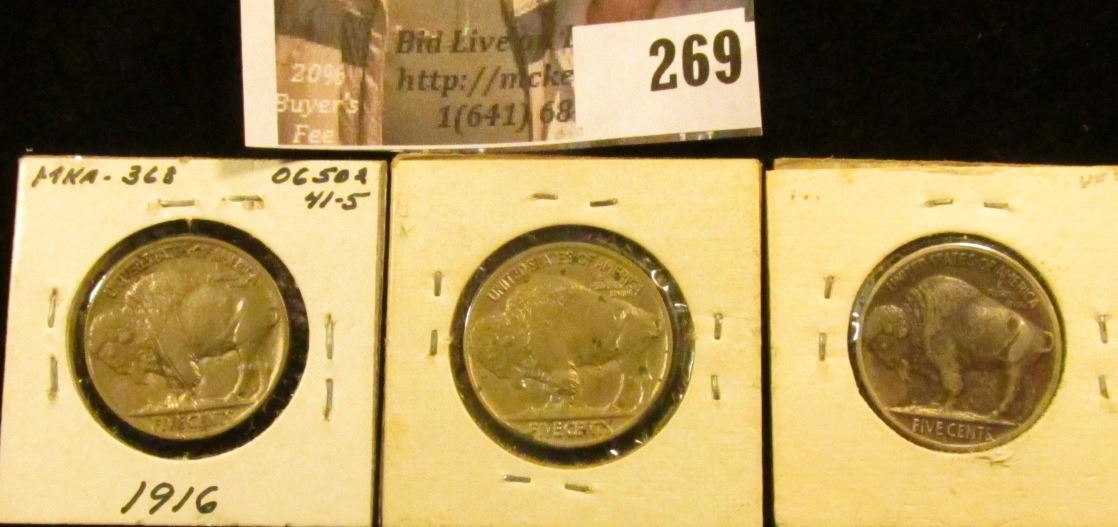 Bid Live on
http://mcke
1(641) 68
20%
Buyer's
Fee
269
MKA-368
41-5
1916
UNITED STATES OF AMERICA
FIVE CENTS
UNITED STATES OF AMERICA
FIVE CENTS
UNITED STATES OF AMERICA
FIVE CENTS